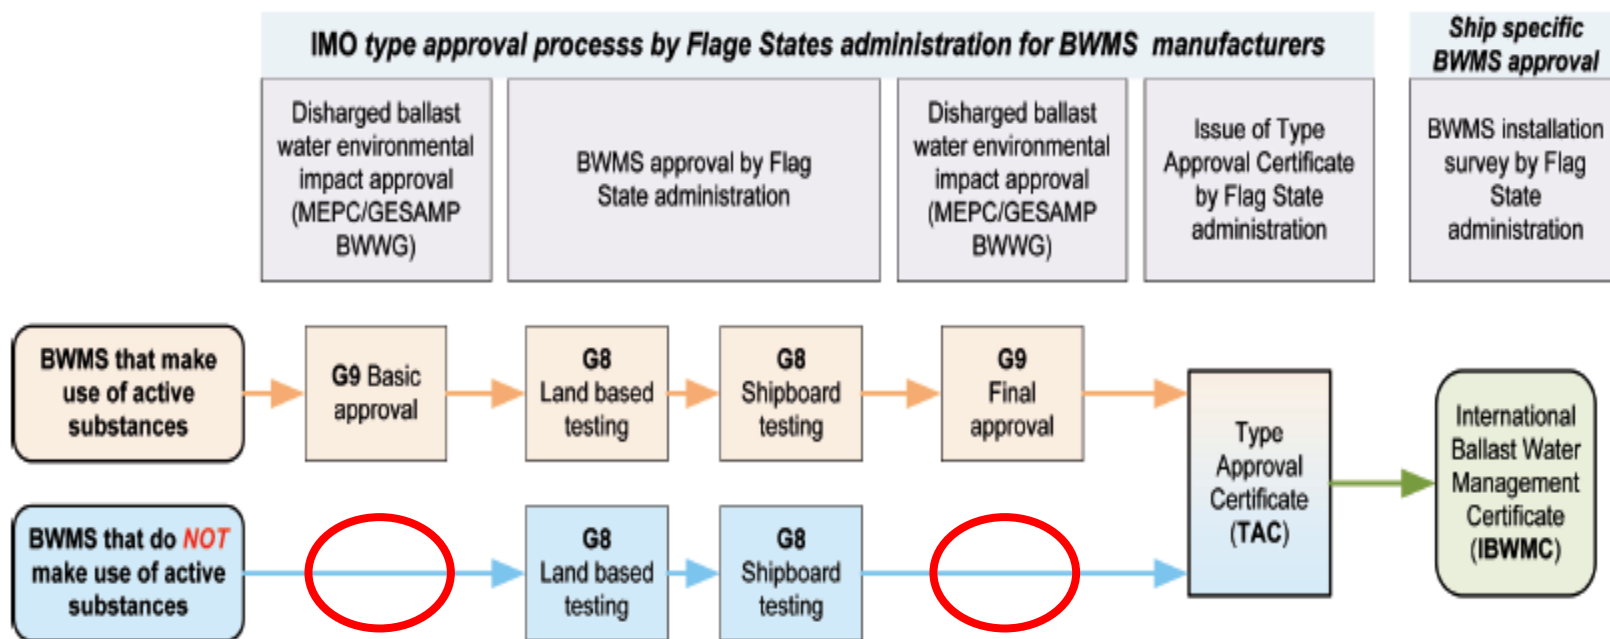 IMO type approval processs by Flage States administration for BWMS manufacturers
Ship specific
BWMS approval
Disharged ballast
water environmental
impact approval
(MEPC/GESAMP
BWWG)
BWMS approval by Flag
State administration
Disharged ballast
water environmental
impact approval
(MEPC/GESAMP
BWWG)
Issue of Type
Approval Certificate
by Flag State
administration
BWMS installation
survey by Flag
State
administration
BWMS that make
use of active
substances
G9 Basic
approval
G8
Land based
testing
G8
Shipboard
testing
G9
Final
approval
Type
Approval
Certificate
(TAC)
International
Ballast Water
Management
Certificate
(IBWMC)
BWMS that do NOT
make use of active
substances
G8
Land based
testing
G8
Shipboard
testing